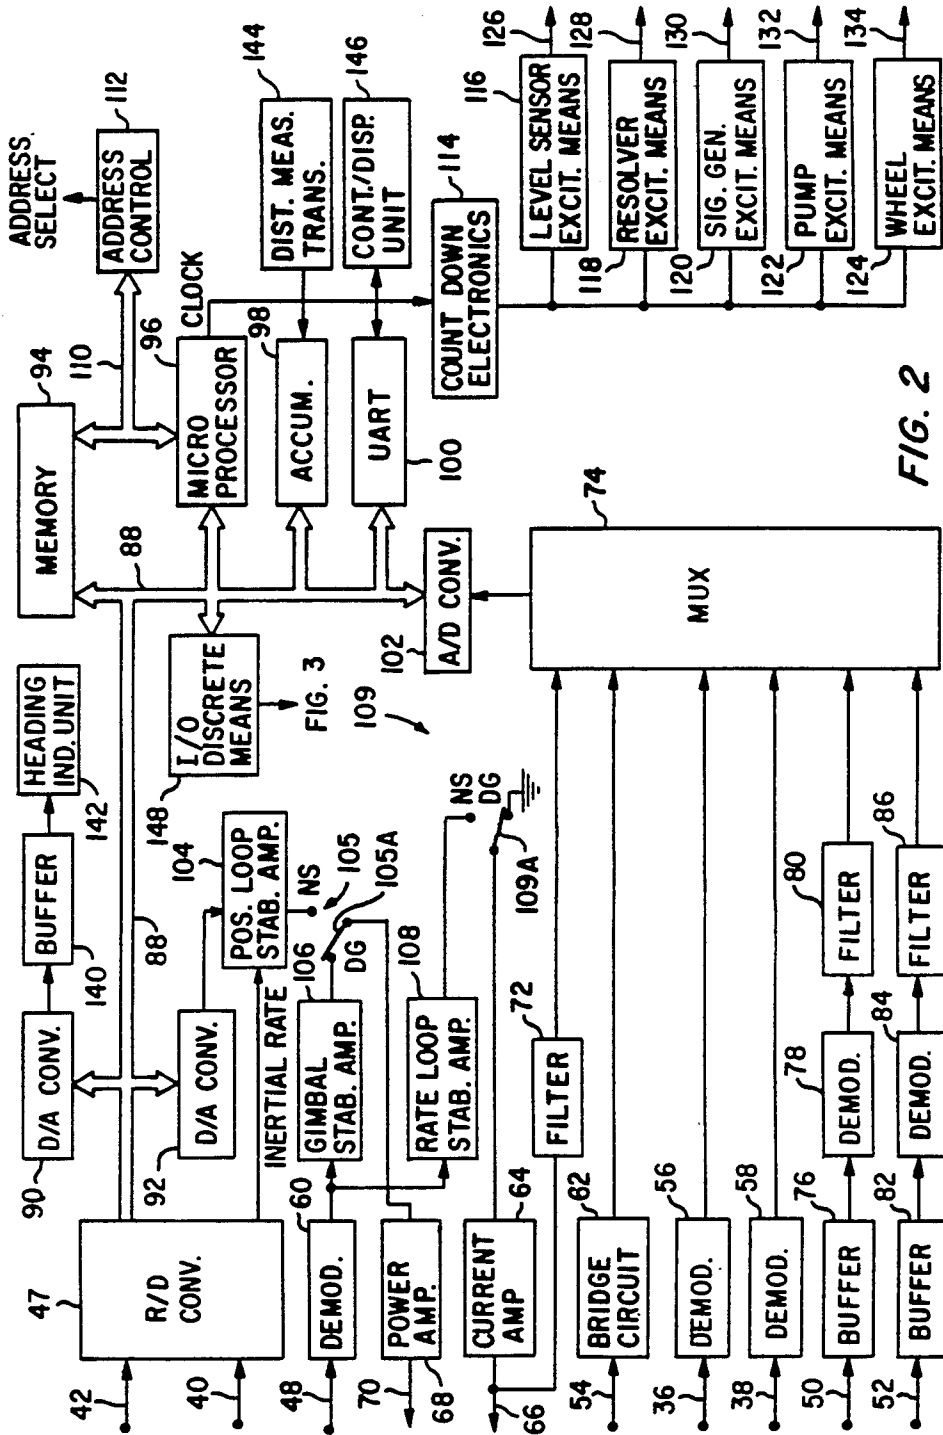 47
42
40
R/D
CONV.
90
D/A CONV.
140
BUFFER
142
HEADING
IND. UNIT
88
88
92
D/A CONV.
INERTIAL RATE
104
POS. LOOP
STAB. AMP.
NS
105
105A
DG
148
I/O
DISCRETE
MEANS
FIG. 3
109
94
MEMORY
110
ADDRESS
SELECT
112
ADDRESS
CONTROL
96
MICRO
PROCESSOR
CLOCK
98
ACCUM.
144
DIST. MEAS.
TRANS.
146
CONT./DISP.
UNIT
UART
100
102
A/D CONV.
114
COUNT DOWN
ELECTRONICS
60
48
DEMOD.
106
GIMBAL
STAB. AMP.
108
RATE LOOP
STAB. AMP.
70
68
POWER
AMP.
NS
DG
109A
64
66
CURRENT
AMP
72
FILTER
62
54
BRIDGE
CIRCUIT
56
36
DEMOD.
58
38
DEMOD.
76
50
BUFFER
78
DEMOD.
80
FILTER
82
52
BUFFER
84
DEMOD.
86
FILTER
74
MUX
116
LEVEL SENSOR
EXCIT. MEANS
126
118
RESOLVER
EXCIT. MEANS
128
120
SIG. GEN.
EXCIT. MEANS
130
122
PUMP
EXCIT. MEANS
132
124
WHEEL
EXCIT. MEANS
134
FIG. 2